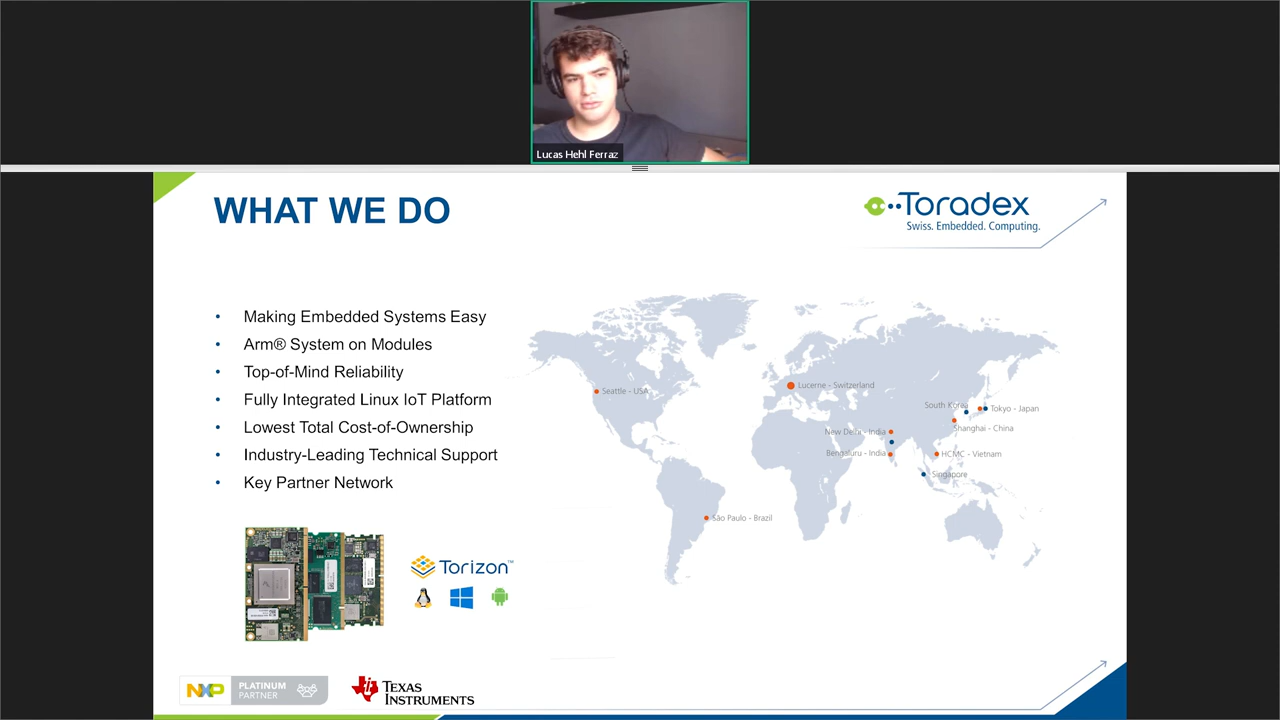 Lucas Hehl Ferraz
WHAT WE DO
Toradex
Swiss. Embedded. Computing.
Making Embedded Systems Easy
Arm® System on Modules
Top-of-Mind Reliability
Fully Integrated Linux IoT Platform
Lowest Total Cost-of-Ownership
Industry-Leading Technical Support
Key Partner Network
Seattle - USA
Lucerne - Switzerland
South Korea
Tokyo - Japan
Shanghai - China
New Delhi - India
Bengaluru - India
HCMC - Vietnam
Singapore
São Paulo - Brazil
Torizon™
NXP
PLATINUM
PARTNER
TEXAS
INSTRUMENTS